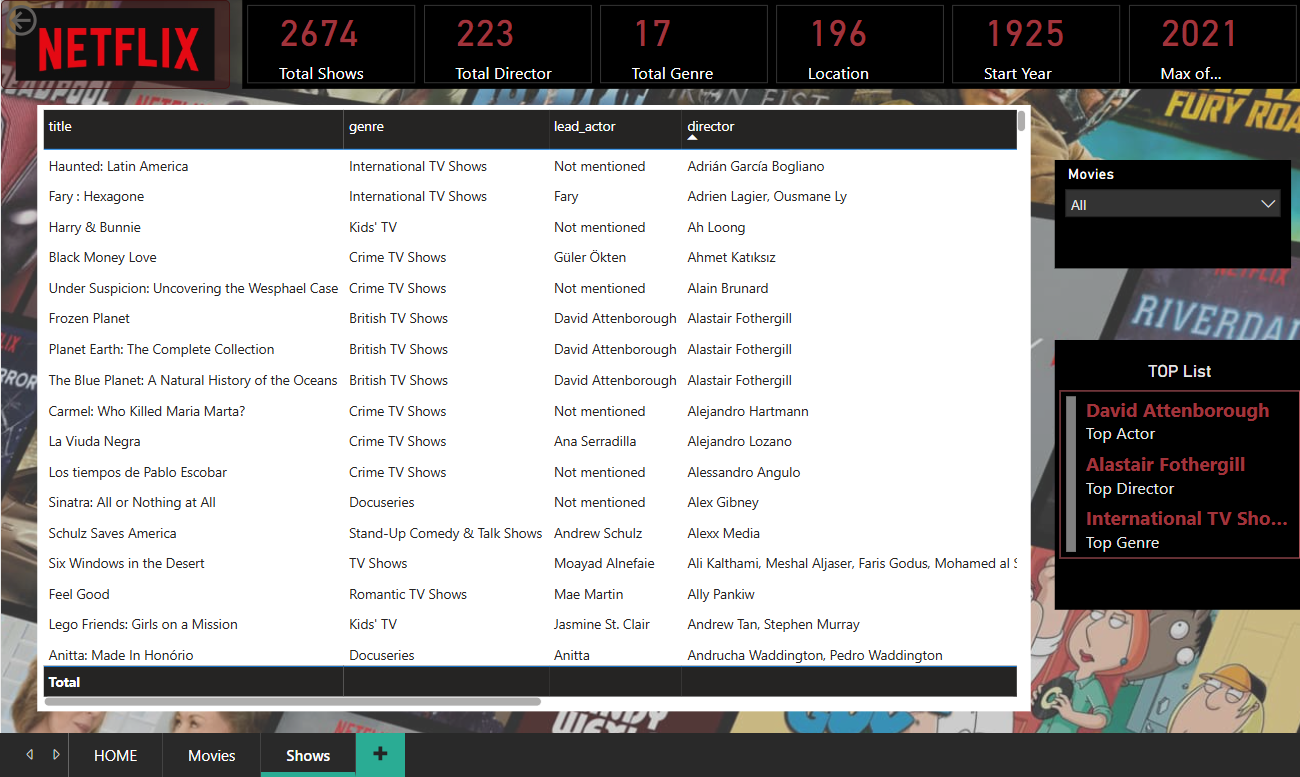 NETFLIX
2674
Total Shows
223
Total Director
17
Total Genre
196
Location
1925
Start Year
2021
Max of...
DEADPOOL
IRON FIST
FURY ROA
title genre lead_actor director
Haunted: Latin America International TV Shows Not mentioned Adrián García Bogliano
Fary : Hexagone International TV Shows Fary Adrien Lagier, Ousmane Ly
Harry & Bunnie Kids' TV Not mentioned Ah Loong
Black Money Love Crime TV Shows Güler Ökten Ahmet Katıksız
Under Suspicion: Uncovering the Wesphael Case Crime TV Shows Not mentioned Alain Brunard
Frozen Planet British TV Shows David Attenborough Alastair Fothergill
Planet Earth: The Complete Collection British TV Shows David Attenborough Alastair Fothergill
The Blue Planet: A Natural History of the Oceans British TV Shows David Attenborough Alastair Fothergill
Carmel: Who Killed Maria Marta? Crime TV Shows Not mentioned Alejandro Hartmann
La Viuda Negra Crime TV Shows Ana Serradilla Alejandro Lozano
Los tiempos de Pablo Escobar Crime TV Shows Not mentioned Alessandro Angulo
Sinatra: All or Nothing at All Docuseries Not mentioned Alex Gibney
Schulz Saves America Stand-Up Comedy & Talk Shows Andrew Schulz Alexx Media
Six Windows in the Desert TV Shows Moayad Alnefaie Ali Kalthami, Meshal Aljaser, Faris Godus, Mohamed al S
Feel Good Romantic TV Shows Mae Martin Ally Pankiw
Lego Friends: Girls on a Mission Kids' TV Jasmine St. Clair Andrew Tan, Stephen Murray
Anitta: Made In Honório Docuseries Anitta Andrucha Waddington, Pedro Waddington
Total
Movies
All
NETFLIX
RIVERDA
TOP List
David Attenborough
Top Actor
Alastair Fothergill
Top Director
International TV Sho...
Top Genre
HOME
Movies
Shows
+